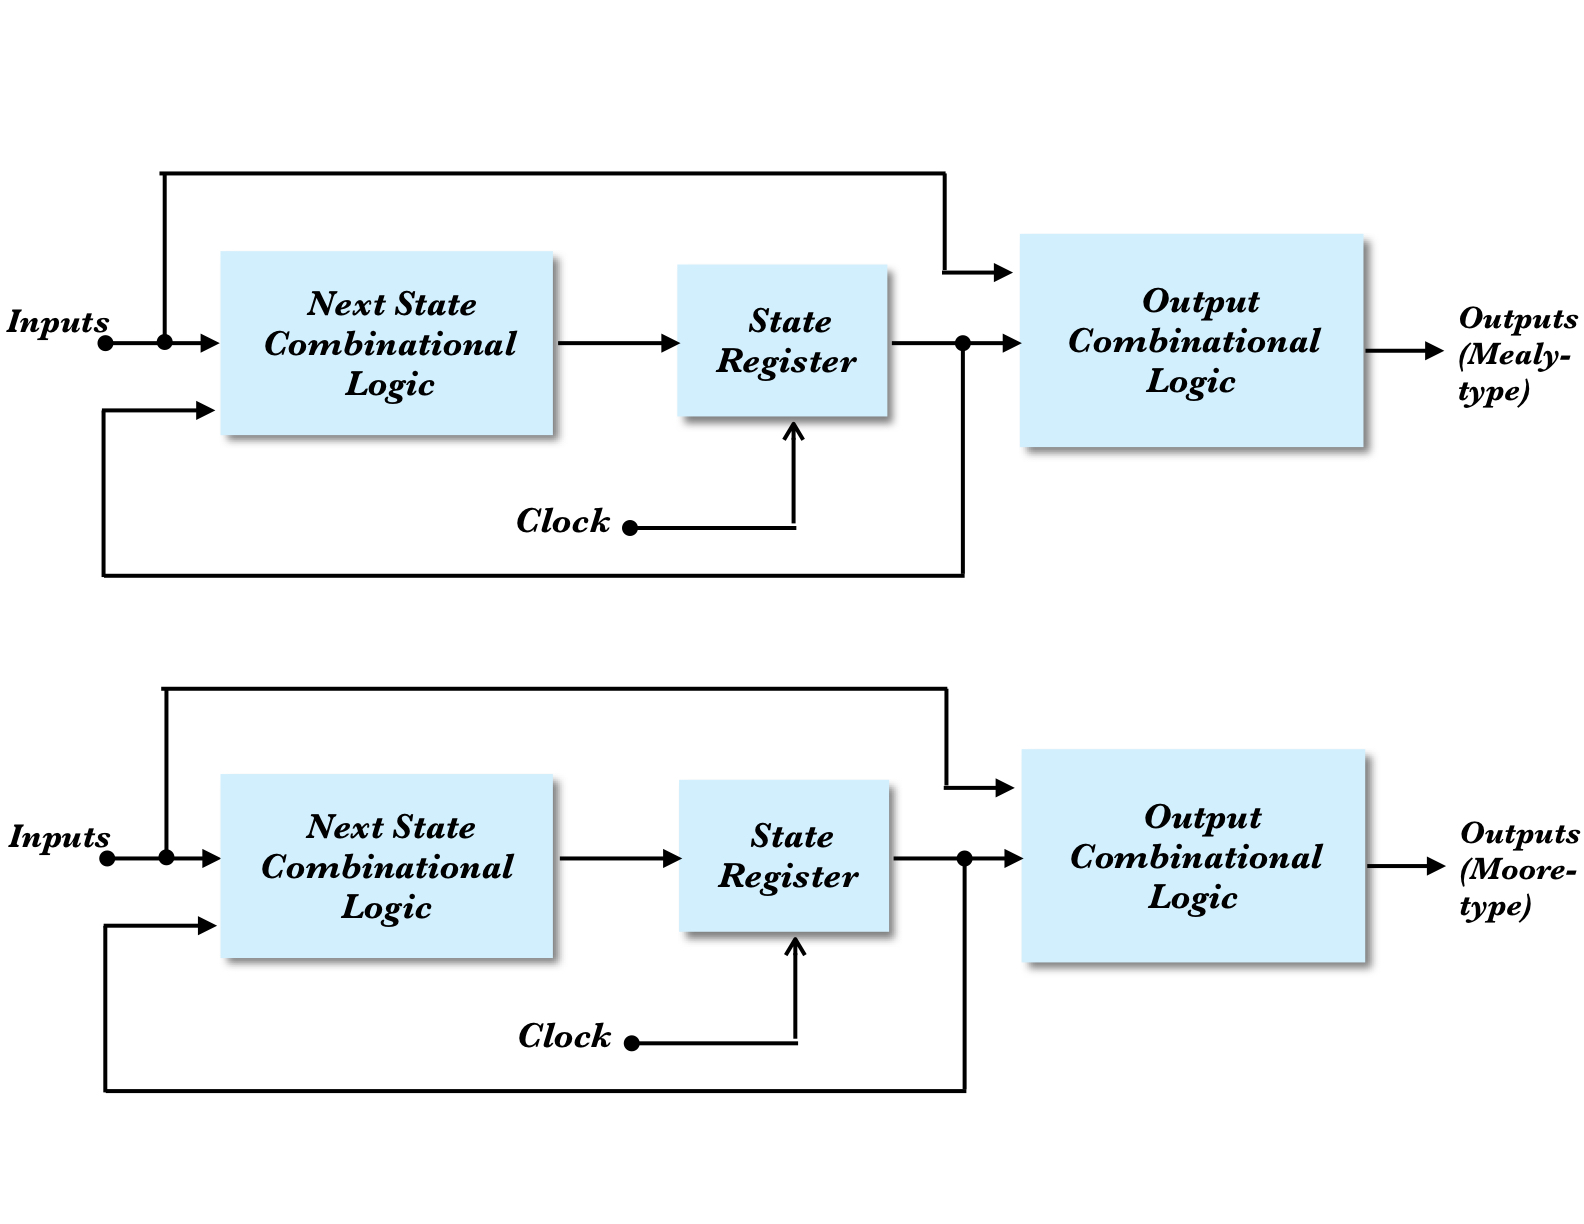 Inputs
Next State
Combinational
Logic
State
Register
Output
Combinational
Logic
Outputs
(Mealy-
type)
Clock
Inputs
Next State
Combinational
Logic
State
Register
Output
Combinational
Logic
Outputs
(Moore-
type)
Clock